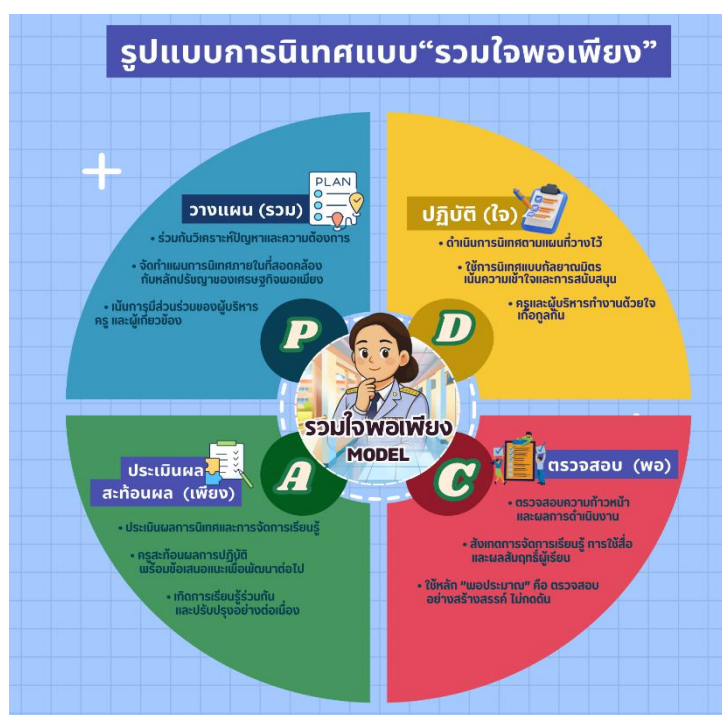 รูปแบบการนิเทศแบบ“รวมใจพอเพียง”
PLAN
วางแผน (รวม)
• ร่วมกันวิเคราะห์ปัญหาและความต้องการ
• จัดทำแผนการนิเทศภายในที่สอดคล้อง
กับหลักปรัชญาของเศรษฐกิจพอเพียง
• เน้นการมีส่วนร่วมของผู้บริหาร
ครู และผู้เกี่ยวข้อง
P
ปฏิบัติ (ใจ)
• ดำเนินการนิเทศตามแผนที่วางไว้
• ใช้การนิเทศแบบกัลยาณมิตร
เน้นความเข้าใจและการสนับสนุน
• ครูและผู้บริหารทำงานด้วยใจ
เกื้อกูลกัน
D
รวมใจพอเพียง
MODEL
ประเมินผล
สะท้อนผล (เพียง)
A
• ประเมินผลการนิเทศและการจัดการเรียนรู้
• ครูสะท้อนผลการปฏิบัติ
พร้อมข้อเสนอแนะเพื่อพัฒนาต่อไป
• เกิดการเรียนรู้ร่วมกัน
และปรับปรุงอย่างต่อเนื่อง
C
ตรวจสอบ (พอ)
• ตรวจสอบความก้าวหน้า
และผลการดำเนินงาน
• สังเกตการจัดการเรียนรู้ การใช้สื่อ
และผลสัมฤทธิ์ผู้เรียน
• ใช้หลัก “พอประมาณ” คือ ตรวจสอบ
อย่างสร้างสรรค์ ไม่กดดัน